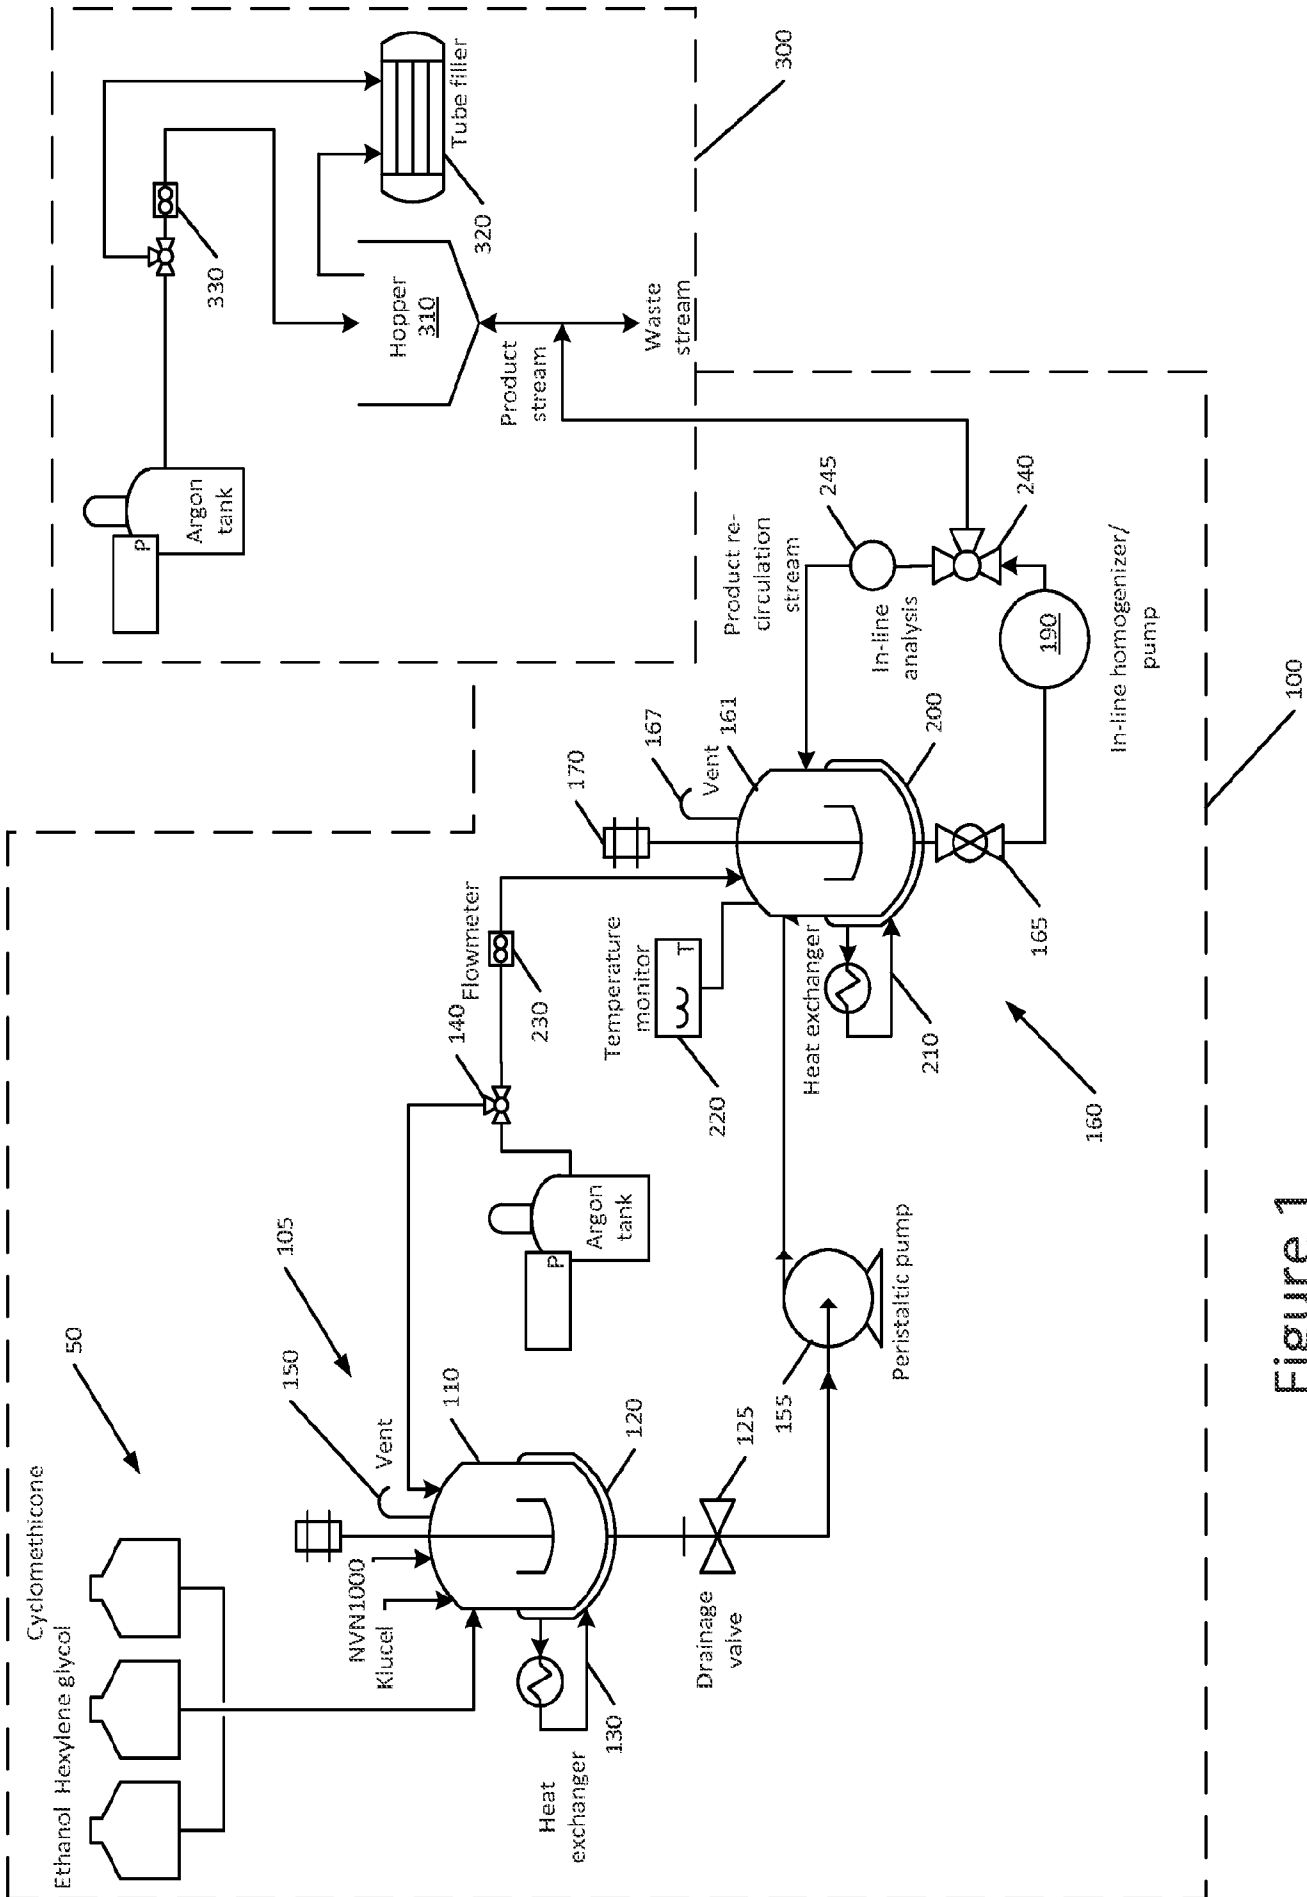 Cyclomethicone
Ethanol
Hexylene glycol
50
NVN1000
Klucel
150
Vent
105
110
120
Heat
exchanger
130
Drainage
valve
125
155
Peristaltic pump
P
Argon
tank
140
Flowmeter
230
Temperature
monitor
T
220
Heat exchanger
210
160
170
167
Vent
161
200
165
Product re-
circulation
stream
In-line
analysis
245
240
190
In-line homogenizer/
pump
100
P
Argon
tank
330
Hopper
310
Product
stream
Waste
stream
Tube filler
320
300
Figure 1